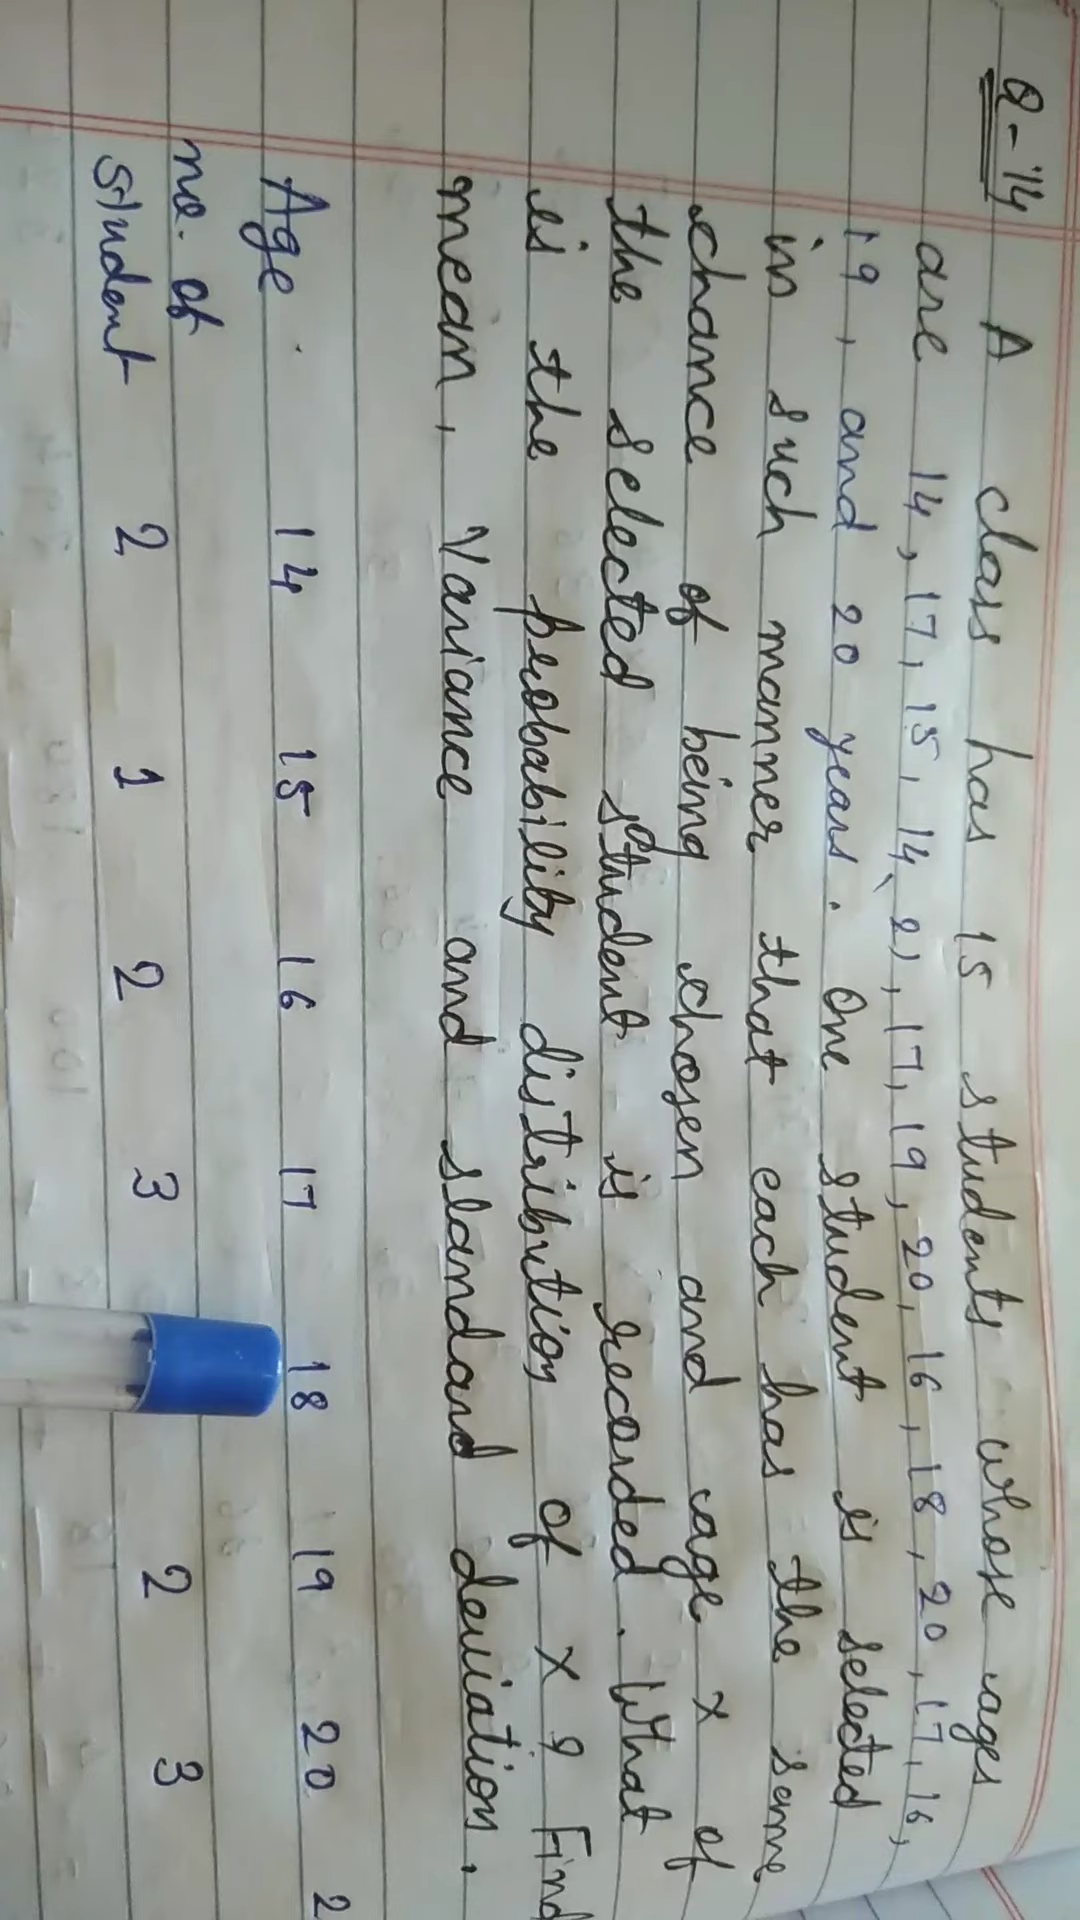 Q-14 A class has 15 students whose ages
are 14, 17, 15, 14, 21, 17, 19, 20, 16, 18, 20, 17, 16,
19, and 20 years. One student is selected
in such manner that each has the same
chance of being chosen and age X of
the selected student is recorded. What
is the probability distribution of X ? Find
mean, Variance and standard deviation.
Age 14 15 16 17 18 19 20 2
no. of
student 2 1 2 3 2 3